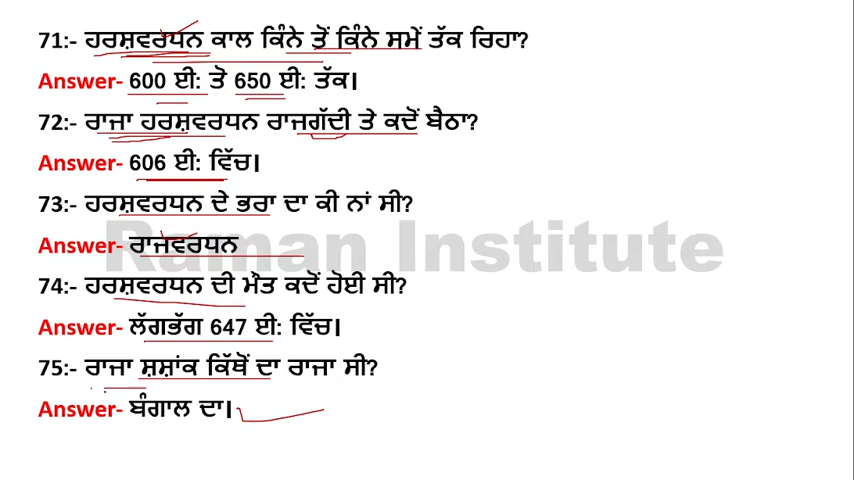 71:- ਹਰਸ਼ਵਰਧਨ ਕਾਲ ਕਿੰਨੇ ਤੋਂ ਕਿੰਨੇ ਸਮੇਂ ਤੱਕ ਰਿਹਾ?
Answer- 600 ਈ: ਤੋ 650 ਈ: ਤੱਕ।
72:- ਰਾਜਾ ਹਰਸ਼ਵਰਧਨ ਰਾਜਗੱਦੀ ਤੇ ਕਦੋਂ ਬੈਠਾ?
Answer- 606 ਈ: ਵਿੱਚ।
73:- ਹਰਸ਼ਵਰਧਨ ਦੇ ਭਰਾ ਦਾ ਕੀ ਨਾਂ ਸੀ?
Answer- ਰਾਜਵਰਧਨ
Raman Institute
74:- ਹਰਸ਼ਵਰਧਨ ਦੀ ਮੌਤ ਕਦੋਂ ਹੋਈ ਸੀ?
Answer- ਲੱਗਭੱਗ 647 ਈ: ਵਿੱਚ।
75:- ਰਾਜਾ ਸ਼ਸ਼ਾਂਕ ਕਿੱਥੋਂ ਦਾ ਰਾਜਾ ਸੀ?
Answer- ਬੰਗਾਲ ਦਾ।